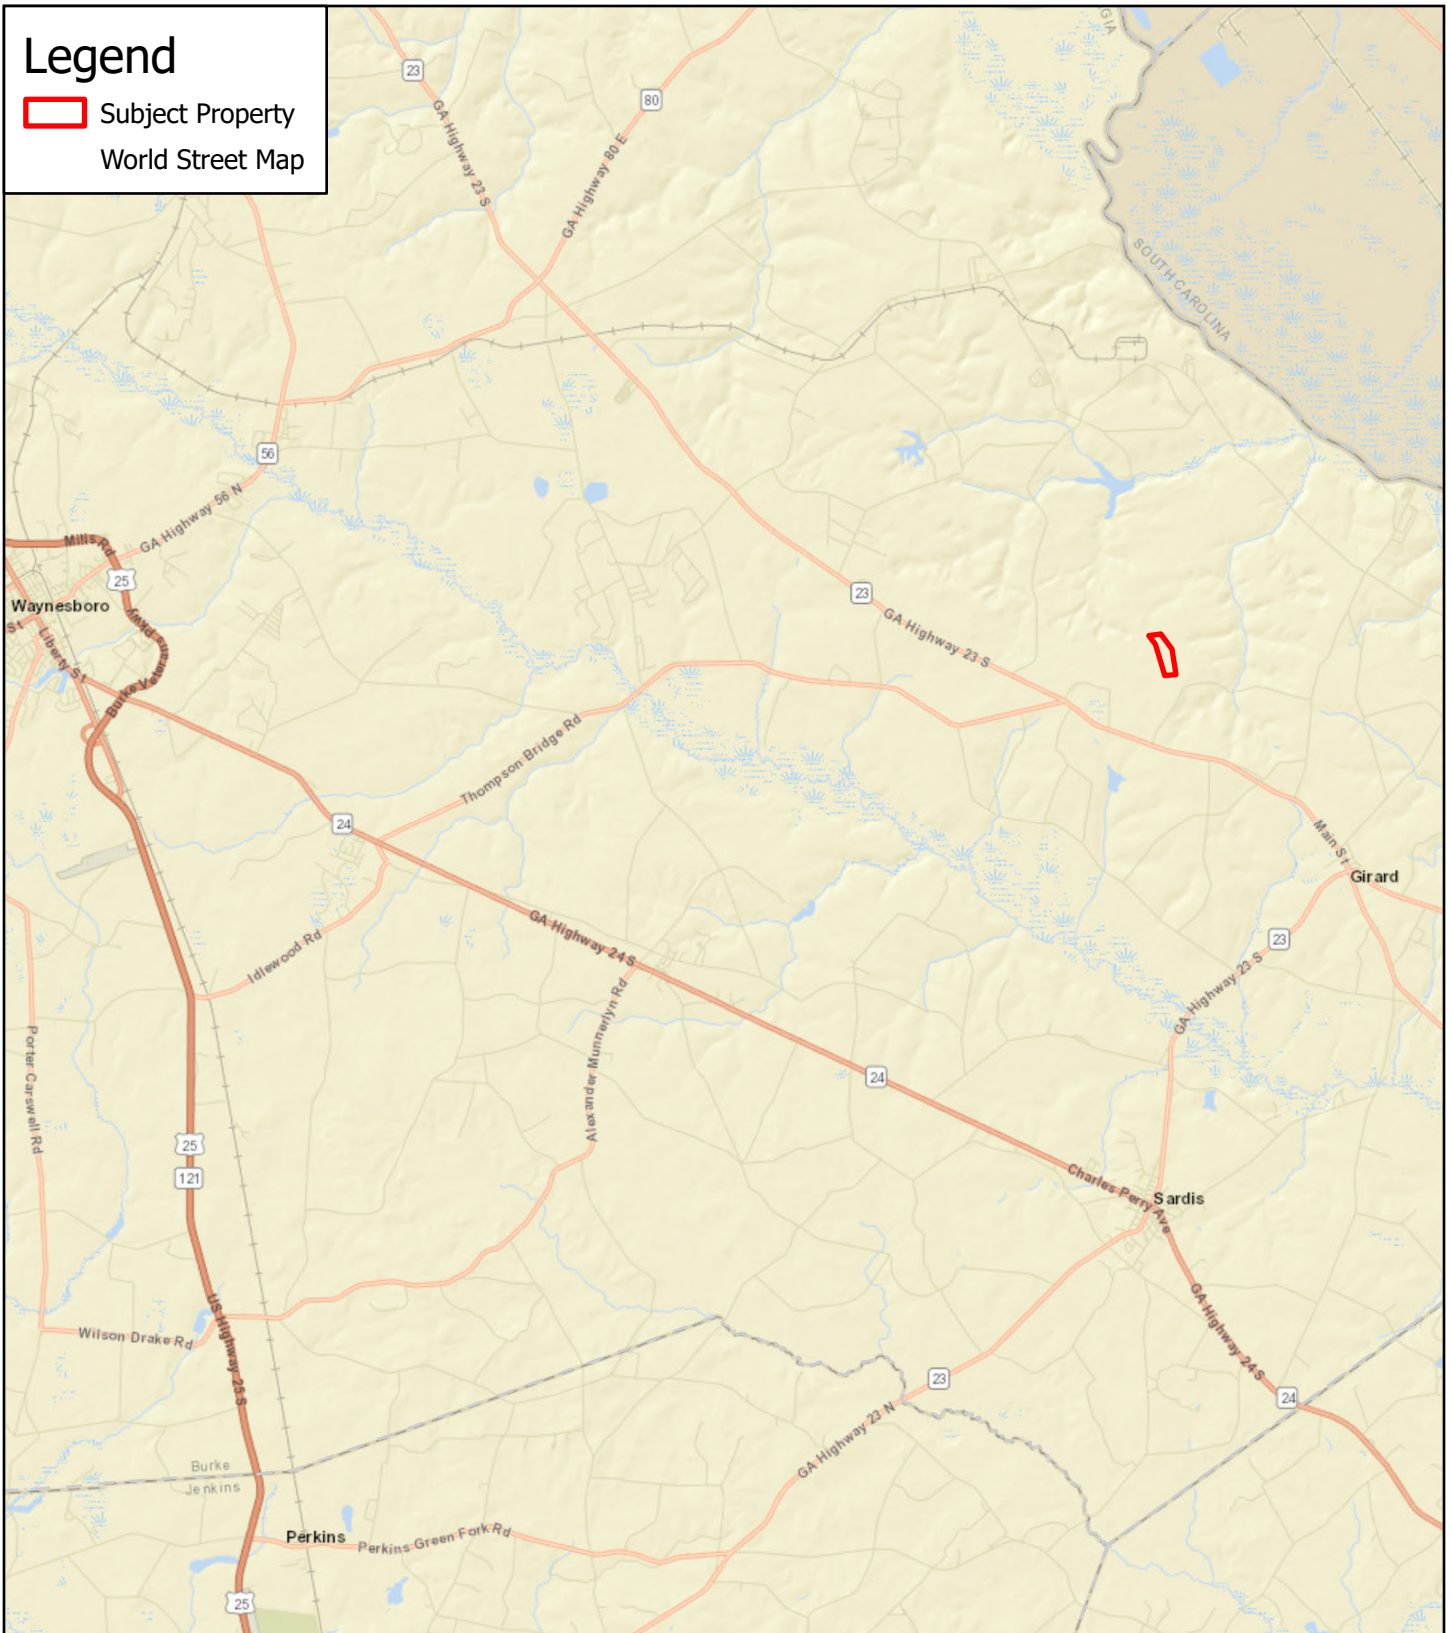 Legend
Subject Property
World Street Map
GIA
23
80
GA Highway 23 S
GA Highway 80 E
SOUTH CAROLINA
56
GA Highway 56 N
Mills Rd
25
Waynesboro
St
Liberty St
Burke Veterans Pkwy
23
GA Highway 23 S
Thompson Bridge Rd
24
Main St
Girard
Idlewood Rd
GA Highway 24 S
23
GA Highway 23 S
Alexander Munnerlyn Rd
Porter Carswell Rd
24
25
121
Charles Perry Ave
Sardis
US Highway 25 S
Wilson Drake Rd
GA Highway 24 S
23
24
GA Highway 23 N
Burke
Jenkins
Perkins
Perkins Green Fork Rd
25